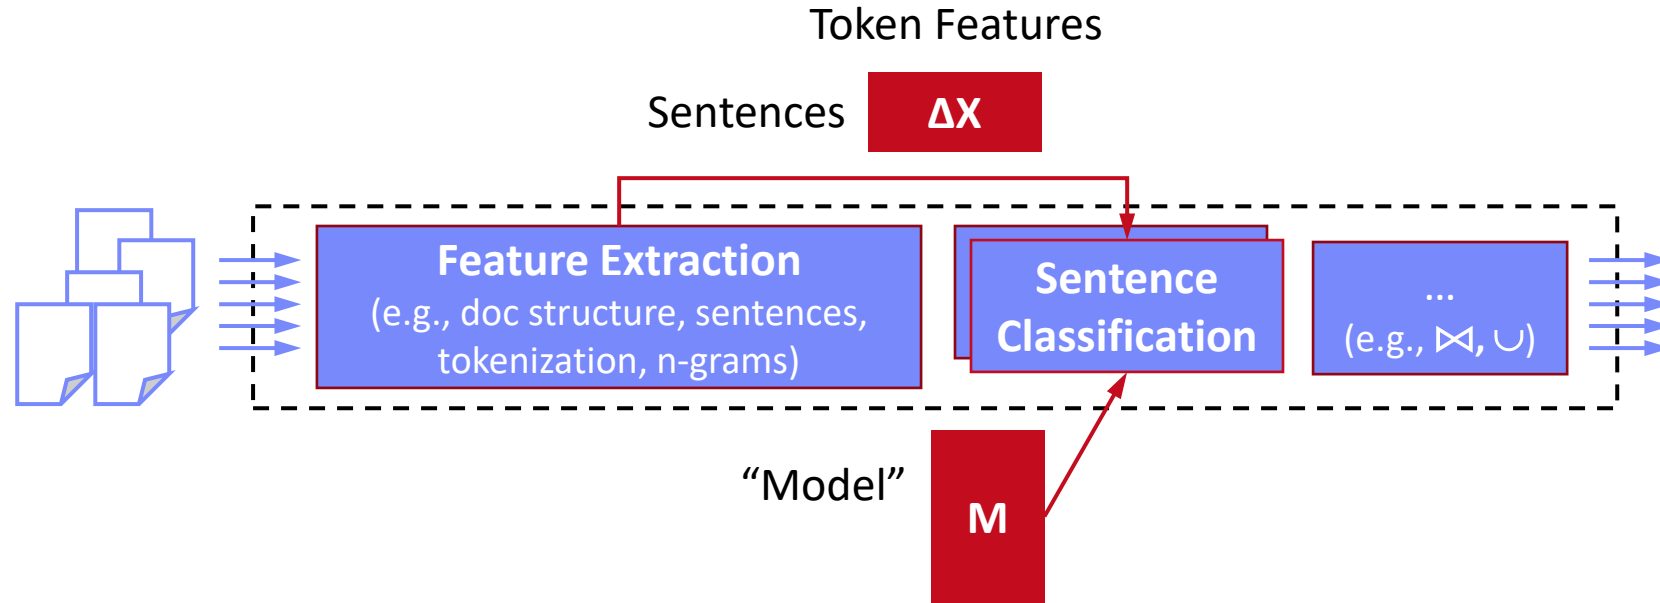 Token Features
Sentences
ΔX
Feature Extraction
(e.g., doc structure, sentences,
tokenization, n-grams)
Sentence
Classification
...
(e.g., ⋈, ∪)
“Model”
M